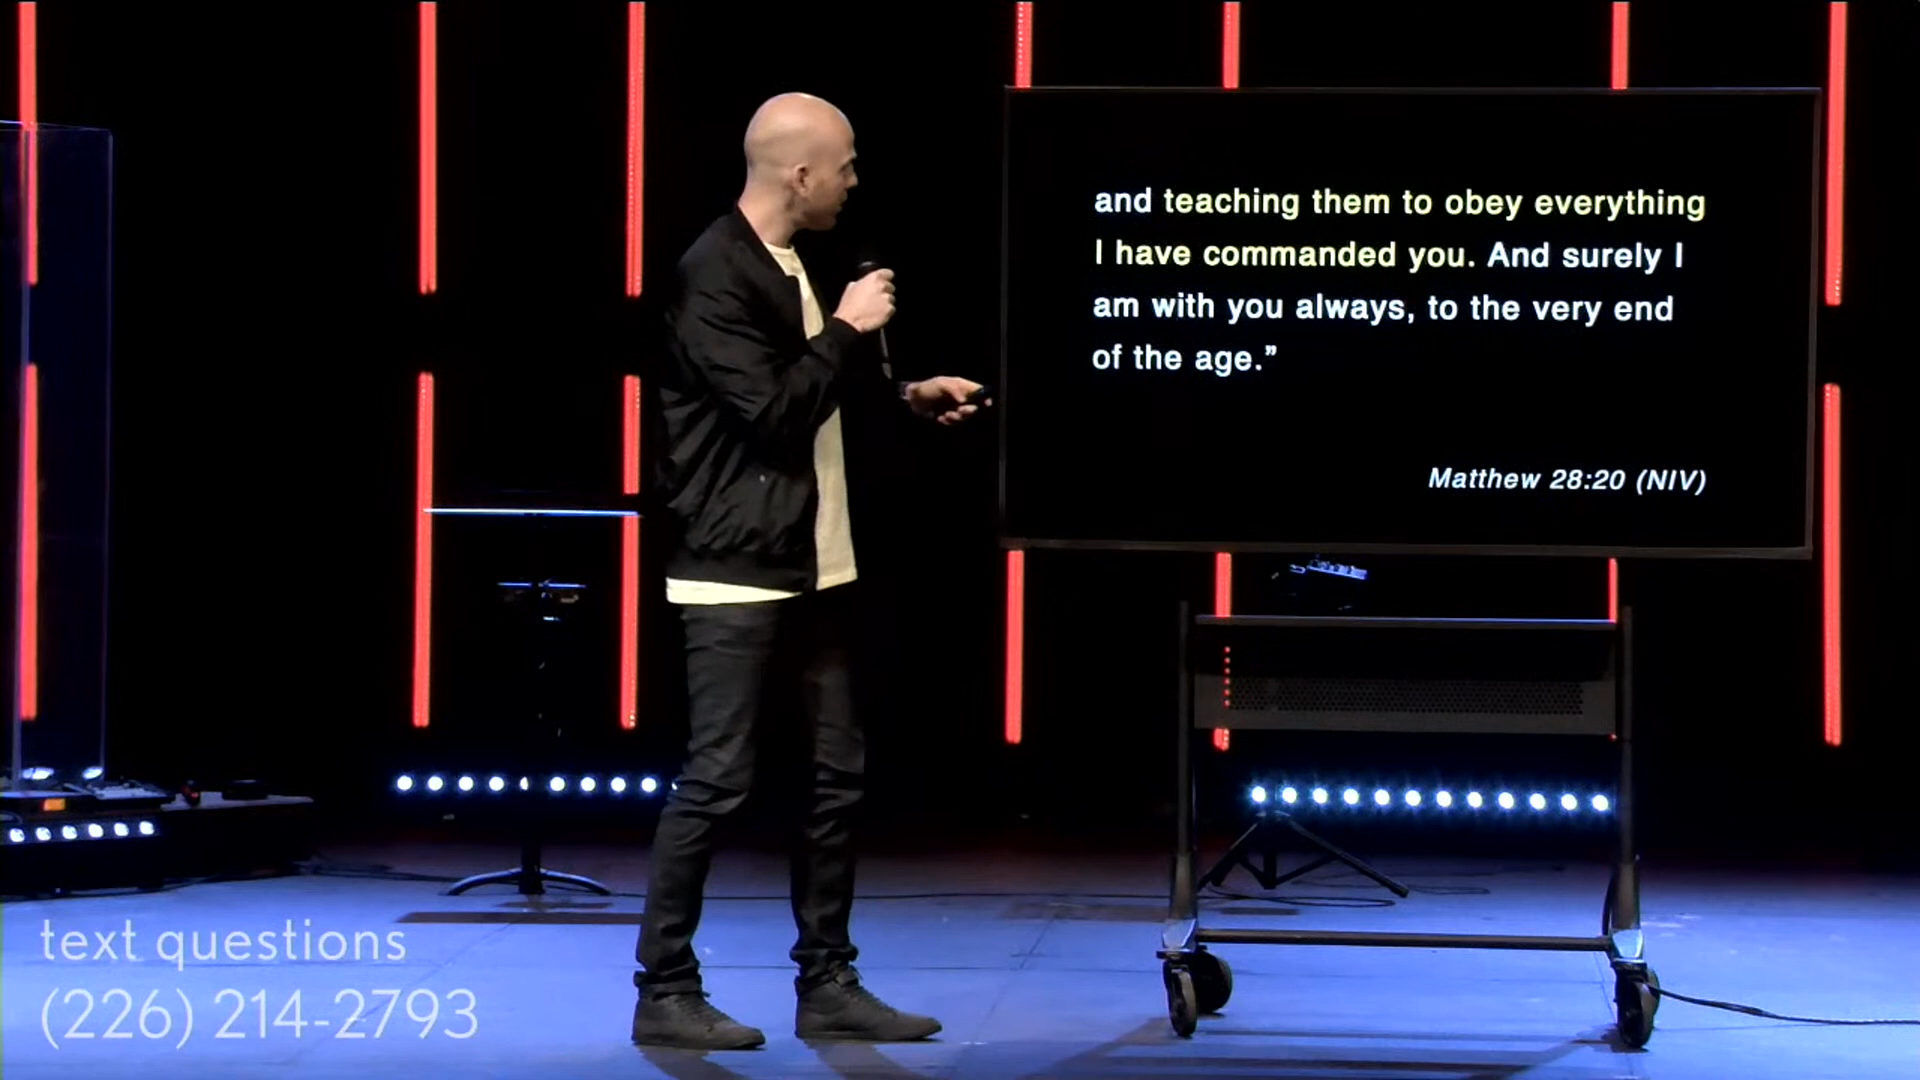 and teaching them to obey everything
I have commanded you. And surely I
am with you always, to the very end
of the age.”
Matthew 28:20 (NIV)
text questions
(226) 214-2793